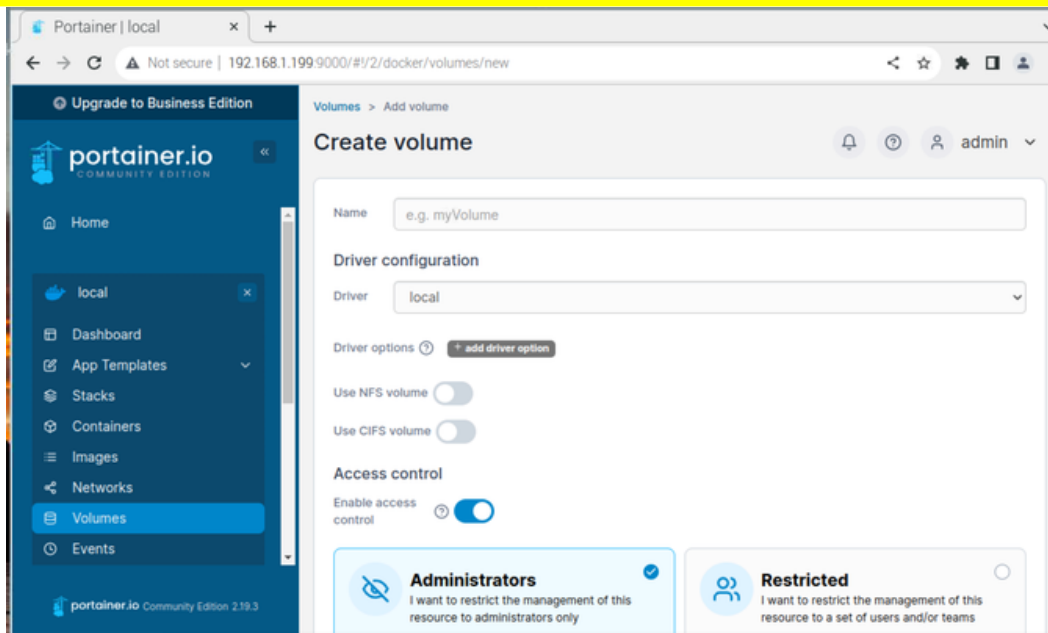 Portainer | local
Not secure | 192.168.1.199:9000/#!/2/docker/volumes/new
Upgrade to Business Edition
portainer.io
COMMUNITY EDITION
Home
local
Dashboard
App Templates
Stacks
Containers
Images
Networks
Volumes
Events
portainer.io Community Edition 2.19.3
Volumes > Add volume
Create volume
admin
Name
e.g. myVolume
Driver configuration
Driver
local
Driver options
+ add driver option
Use NFS volume
Use CIFS volume
Access control
Enable access
control
Administrators
I want to restrict the management of this
resource to administrators only
Restricted
I want to restrict the management of this
resource to a set of users and/or teams